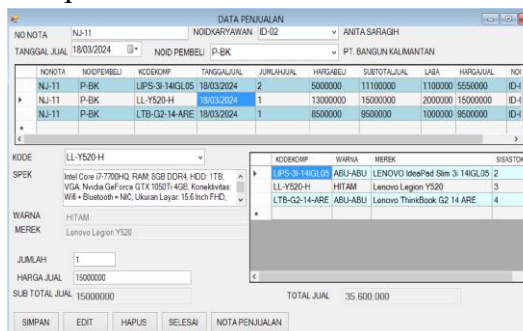 DATA PENJUALAN
NO NOTA NJ-11 NOIDKARYAWAN ID-02 ANITA SARAGIH
TANGGAL JUAL 18/03/2024 NOID PEMBELI P-BK PT. BANGUN KALIMANTAN
NONOTA NOIDPEMBELI KCDEKOMP TANGGALJUAL JUMLAHJUAL HARGABELI SUBTOTALJUAL LABA HARGAJUAL NOI
NJ-11 P-BK LIPS-3I-14IGL05 18/03/2024 2 5000000 11100000 1100000 5550000 ID-(
NJ-11 P-BK LL-Y520-H 18/03/2024 1 13000000 15000000 2000000 15000000 ID-(
NJ-11 P-BK LTB-G2-14-ARE 18/03/2024 1 8500000 9500000 1000000 9500000 ID-(
KODE LL-Y520-H
SPEK Intel Core i7-7700HQ, RAM: 8GB DDR4, HDD: 1TB,
VGA: Nvidia GeForce GTX 1050Ti 4GB, Konektivitas:
Wifi + Bluetooth + NIC, Ukuran Layar: 15.6 Inch FHD,
WARNA HITAM
MEREK Lenovo Legion Y520
KODEKOMP WARNA MEREK SISASTOK
LIPS-3I-14IGL05 ABU-ABU LENOVO IdeaPad Slim 3i 14IGL05 2
LL-Y520-H HITAM Lenovo Legion Y520 3
LTB-G2-14-ARE ABU-ABU Lenovo ThinkBook G2 14 ARE 4
JUMLAH 1
HARGA JUAL 15000000
SUB TOTAL JUAL 15000000 TOTAL JUAL 35.600.000
SIMPAN EDIT HAPUS SELESAI NOTA PENJUALAN